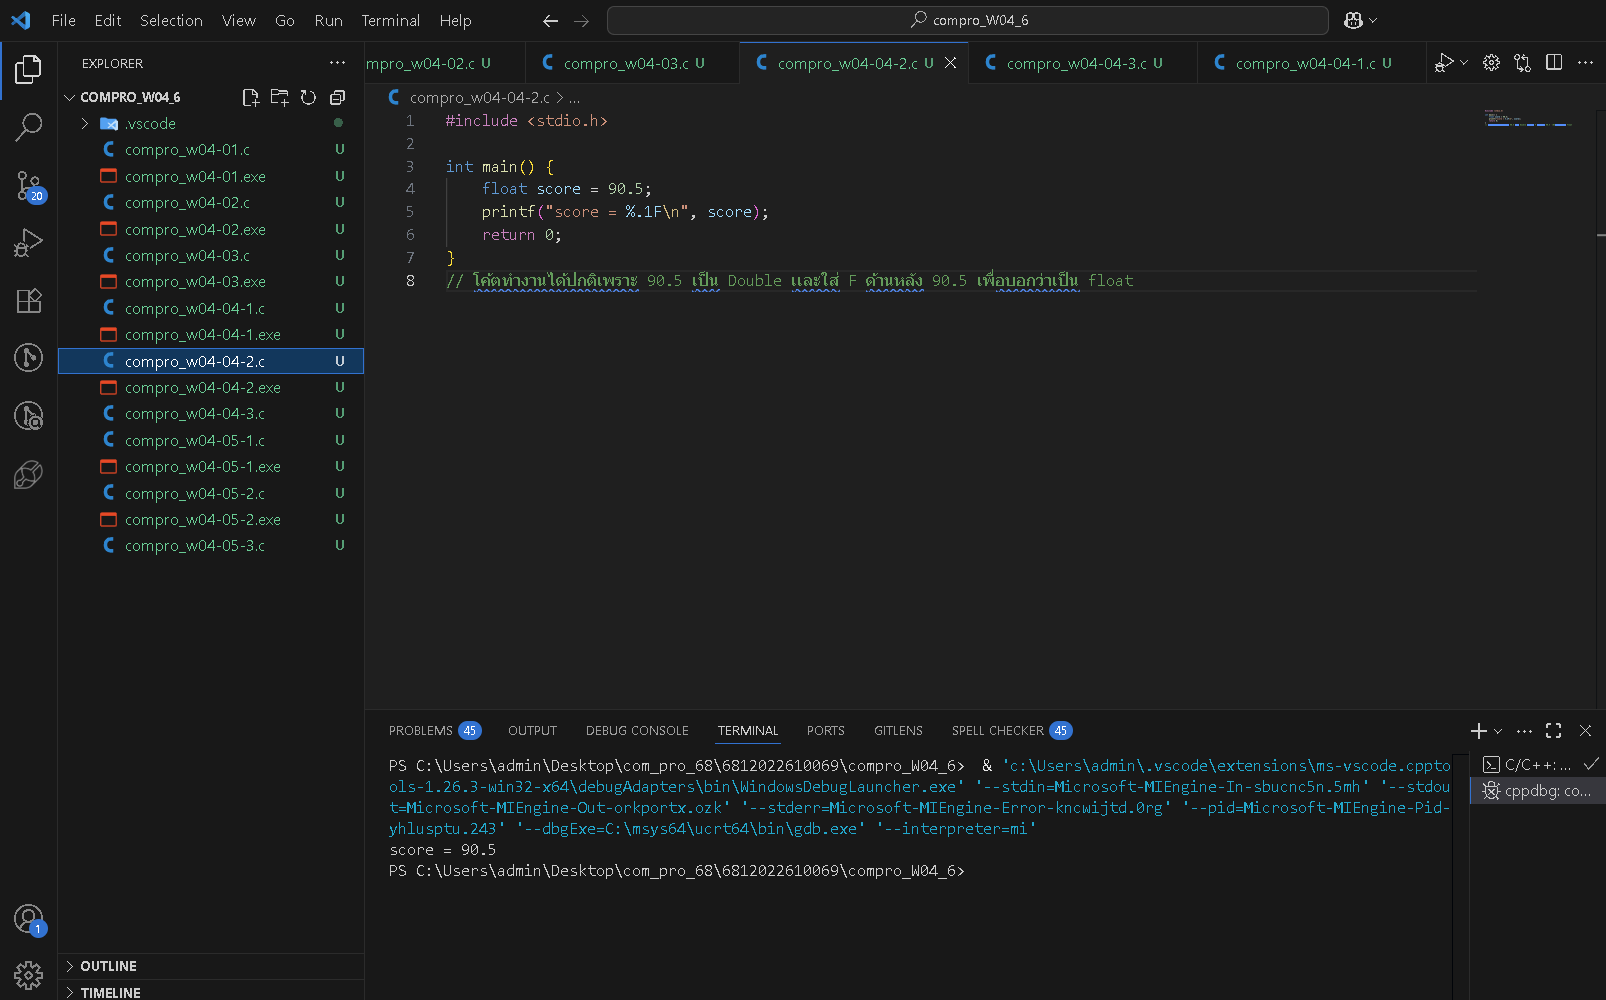 File Edit Selection View Go Run Terminal Help
compro_W04_6
EXPLORER
COMPRO_W04_6
.vscode
compro_w04-01.c U
compro_w04-01.exe U
compro_w04-02.c U
compro_w04-02.exe U
compro_w04-03.c U
compro_w04-03.exe U
compro_w04-04-1.c U
compro_w04-04-1.exe U
compro_w04-04-2.c U
compro_w04-04-2.exe U
compro_w04-04-3.c U
compro_w04-05-1.c U
compro_w04-05-1.exe U
compro_w04-05-2.c U
compro_w04-05-2.exe U
compro_w04-05-3.c U
20
1
OUTLINE
TIMELINE
mpro_w04-02.c U compro_w04-03.c U compro_w04-04-2.c U compro_w04-04-3.c U compro_w04-04-1.c U
compro_w04-04-2.c > ...
1 #include <stdio.h>
2
3 int main() {
4 float score = 90.5;
5 printf("score = %.1F\n", score);
6 return 0;
7 }
8 // โค้ดทำงานได้ปกติเพราะ 90.5 เป็น Double และใส่ F ด้านหลัง 90.5 เพื่อบอกว่าเป็น float
PROBLEMS 45 OUTPUT DEBUG CONSOLE TERMINAL PORTS GITLENS SPELL CHECKER 45
PS C:\Users\admin\Desktop\com_pro_68\6812022610069\compro_W04_6> & 'c:\Users\admin\.vscode\extensions\ms-vscode.cppto
ols-1.26.3-win32-x64\debugAdapters\bin\WindowsDebugLauncher.exe' '--stdin=Microsoft-MIEngine-In-sbucnc5n.5mh' '--stdou
t=Microsoft-MIEngine-Out-orkportx.ozk' '--stderr=Microsoft-MIEngine-Error-kncwijtd.0rg' '--pid=Microsoft-MIEngine-Pid-
yhlusptu.243' '--dbgExe=C:\msys64\ucrt64\bin\gdb.exe' '--interpreter=mi'
score = 90.5
PS C:\Users\admin\Desktop\com_pro_68\6812022610069\compro_W04_6>
C/C++: ...
cppdbg: co...